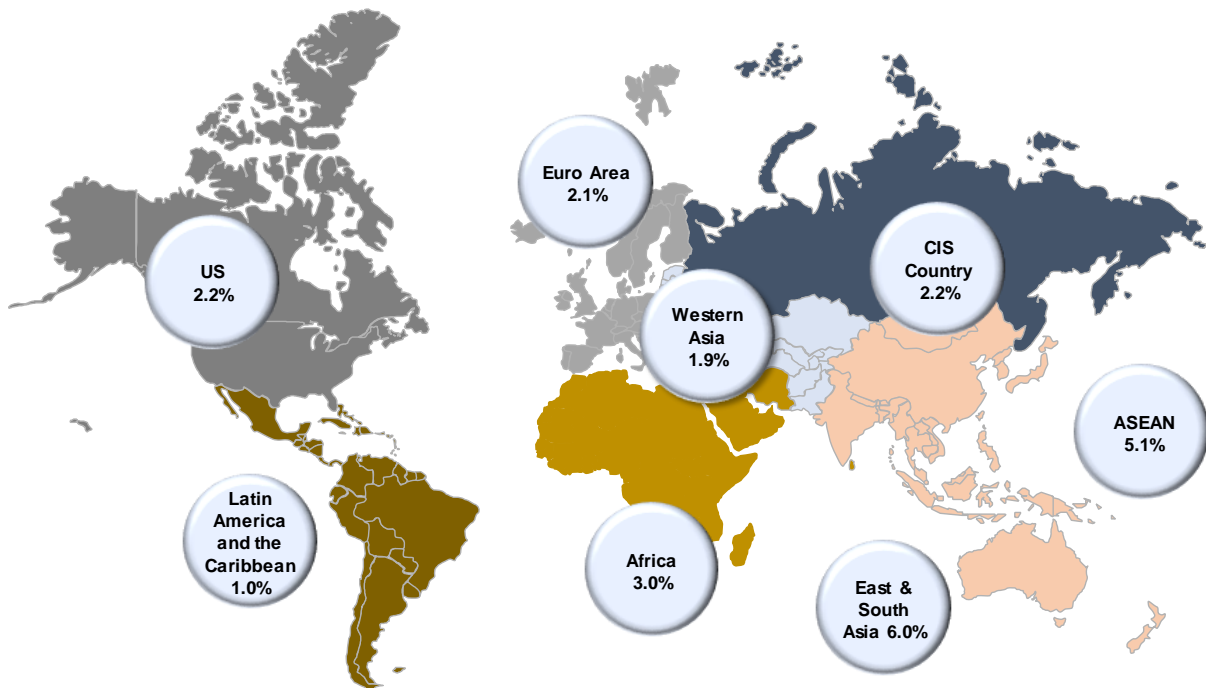 US
2.2%
Latin
America
and the
Caribbean
1.0%
Euro Area
2.1%
Western
Asia
1.9%
CIS
Country
2.2%
Africa
3.0%
East &
South
Asia 6.0%
ASEAN
5.1%